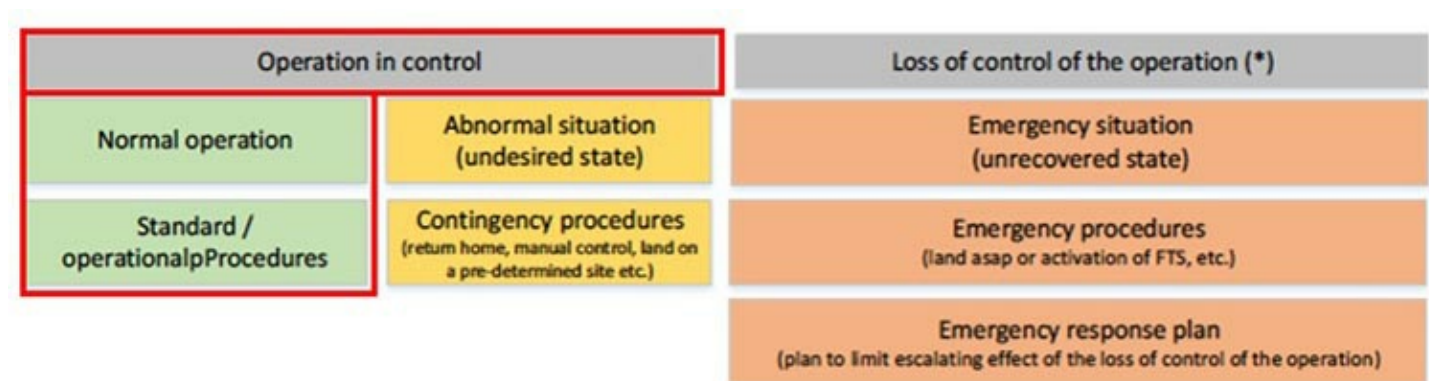 Operation in control
Loss of control of the operation (*)
Normal operation
Abnormal situation
(undesired state)
Emergency situation
(unrecovered state)
Standard /
operationalpProcedures
Contingency procedures
(return home, manual control, land on
a pre-determined site etc.)
Emergency procedures
(land asap or activation of FTS, etc.)
Emergency response plan
(plan to limit escalating effect of the loss of control of the operation)